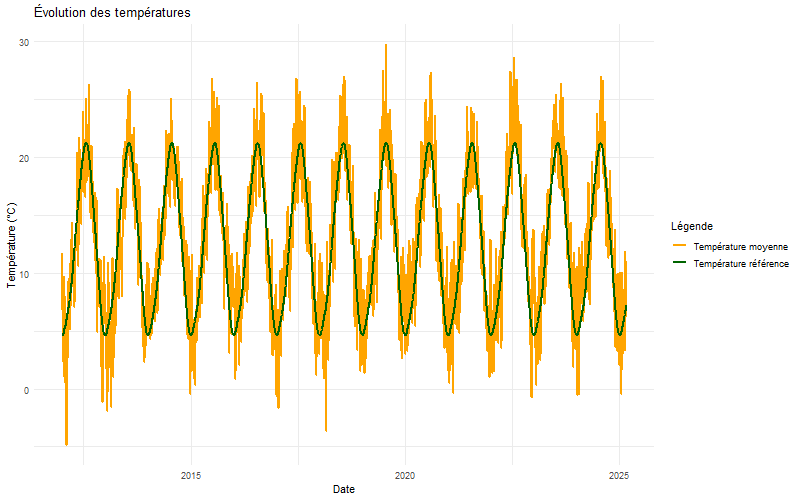 Évolution des températures
30
20
10
0
Température (°C)
2015
2020
2025
Date
Légende
Température moyenne
Température référence